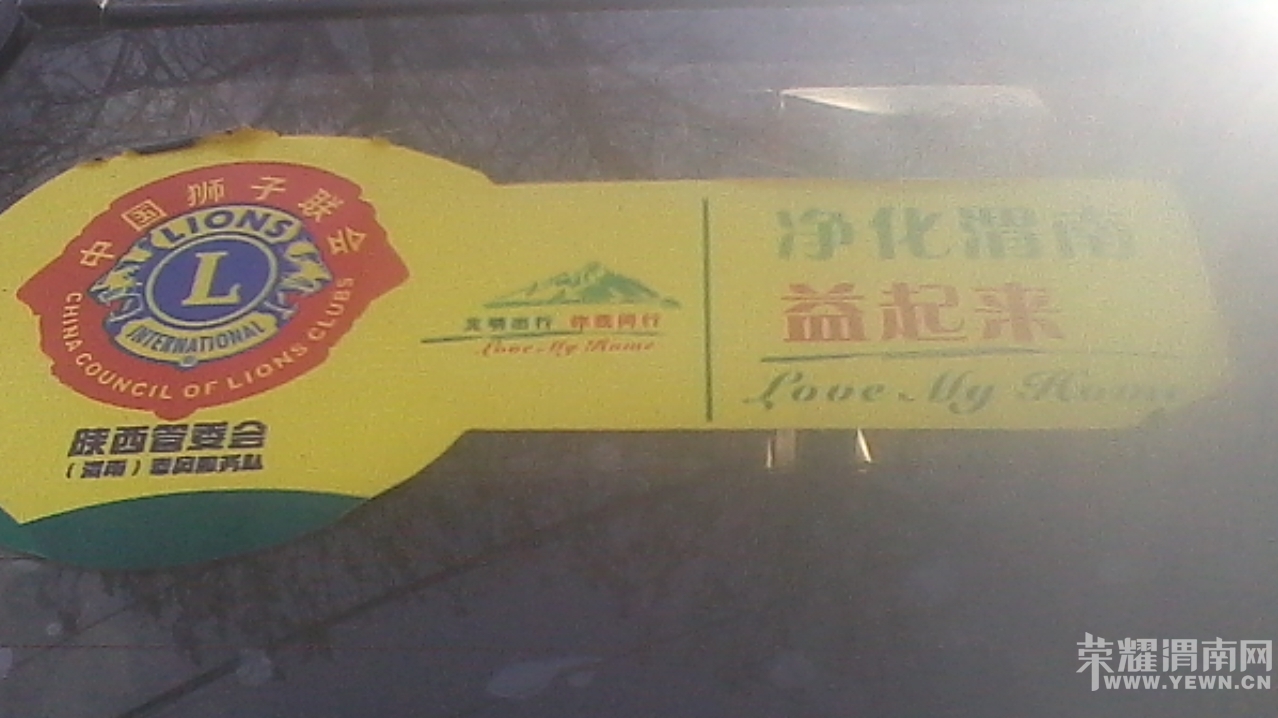 中国狮子联会
LIONS
L
INTERNATIONAL
CHINA COUNCIL OF LIONS CLUBS
陕西管委会
（渭南）服务队
文明出行 你我同行
Love My Home
净化渭南
益起来
Love My Home
荣耀渭南网
WWW.YEWN.CN